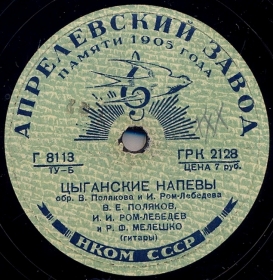 АПРЕЛЕВСКИЙ ЗАВОД
ПАМЯТИ 1905 ГОДА
Г 8113
ТУ-Б
ГРК 2128
ЦЕНА 7 руб.
ЦЫГАНСКИЕ НАПЕВЫ
обр. В. Полякова и И. Ром-Лебедева
В. Е. ПОЛЯКОВ,
И. И. РОМ-ЛЕБЕДЕВ
и Р. Ф. МЕЛЕШКО
(гитары)
НКОМ СССР